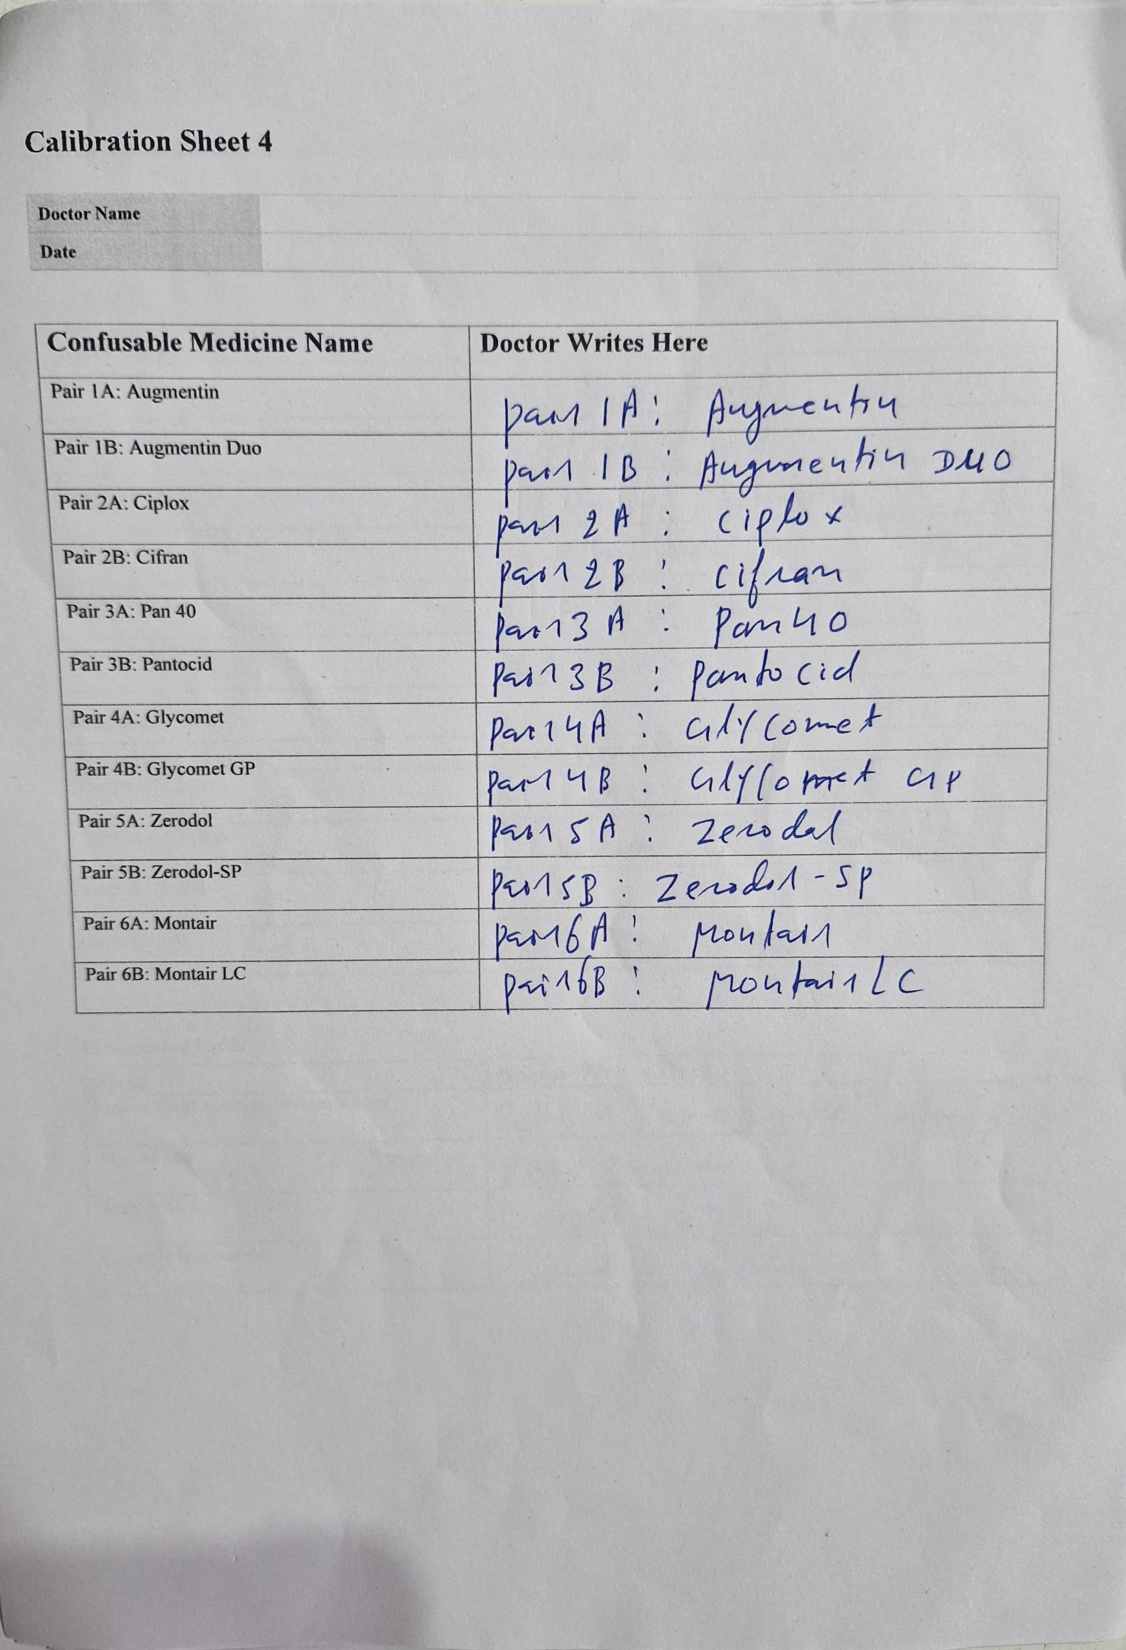 Calibration Sheet 4
Doctor Name
Date
Confusable Medicine Name Doctor Writes Here
Pair 1A: Augmentin Pair 1A: Augmentin
Pair 1B: Augmentin Duo Pair 1B: Augmentin DUO
Pair 2A: Ciplox Pair 2A: Ciplox
Pair 2B: Cifran Pair 2B: Cifran
Pair 3A: Pan 40 Pair 3A: Pan 40
Pair 3B: Pantocid Pair 3B: Pantocid
Pair 4A: Glycomet Pair 4A: Glycomet
Pair 4B: Glycomet GP Pair 4B: Glycomet GP
Pair 5A: Zerodol Pair 5A: Zerodol
Pair 5B: Zerodol-SP Pair 5B: Zerodol-SP
Pair 6A: Montair Pair 6A: Montair
Pair 6B: Montair LC Pair 6B: Montair LC